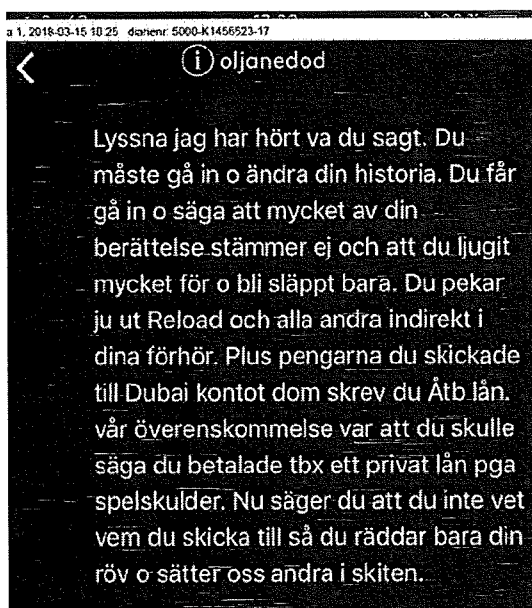 a 1, 2018-03-15 10:25 diarienr: 5000-K1456523-17
oljanedod
Lyssna jag har hört va du sagt. Du
måste gå in o ändra din historia. Du får
gå in o säga att mycket av din
berättelse stämmer ej och att du ljugit
mycket för o bli släppt bara. Du pekar
ju ut Reload och alla andra indirekt i
dina förhör. Plus pengarna du skickade
till Dubai kontot dom skrev du Åtb lån.
vår överenskommelse var att du skulle
säga du betalade tbx ett privat lån pga
spelskulder. Nu säger du att du inte vet
vem du skicka till så du räddar bara din
röv o sätter oss andra i skiten.